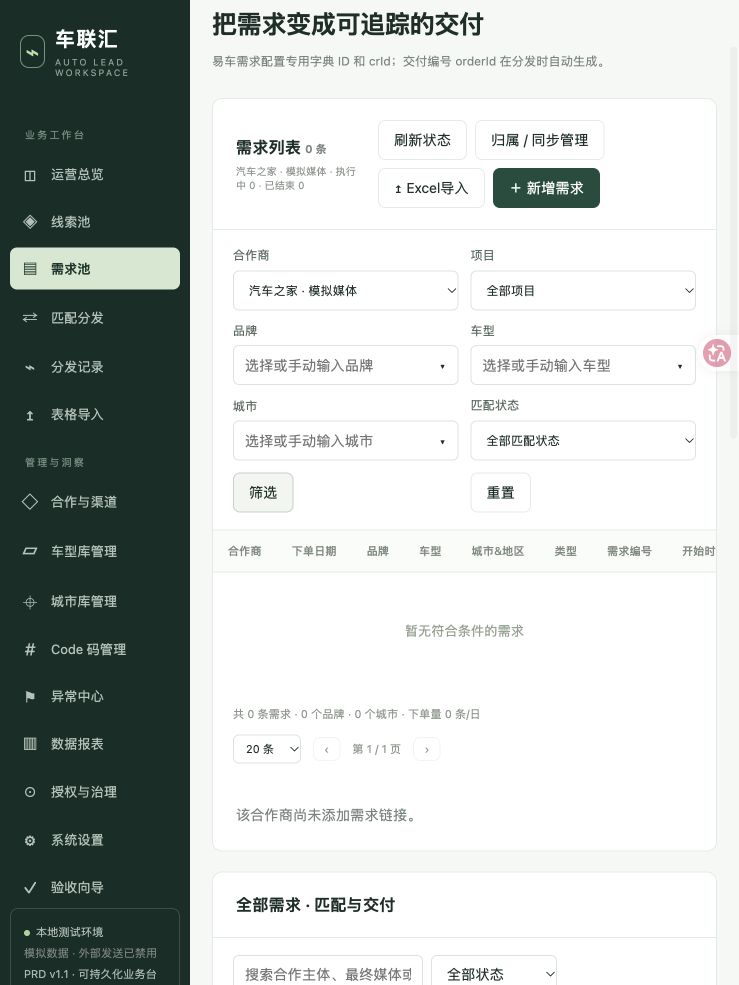 车联汇
AUTO LEAD
WORKSPACE
业务工作台
运营总览
线索池
需求池
匹配分发
分发记录
表格导入
管理与洞察
合作与渠道
车型库管理
城市库管理
# Code 码管理
异常中心
数据报表
授权与治理
系统设置
验收向导
本地测试环境
模拟数据 · 外部发送已禁用
PRD v1.1 · 可持久化业务台
把需求变成可追踪的交付
易车需求配置专用字典 ID 和 crId；交付编号 orderId 在分发时自动生成。
需求列表 0 条
汽车之家 · 模拟媒体 · 执行
中 0 · 已结束 0
刷新状态
归属 / 同步管理
↥ Excel导入
＋ 新增需求
合作商
项目
汽车之家 · 模拟媒体
全部项目
品牌
车型
选择或手动输入品牌
选择或手动输入车型
城市
匹配状态
选择或手动输入城市
全部匹配状态
筛选
重置
合作商 下单日期 品牌 车型 城市&地区 类型 需求编号 开始时
暂无符合条件的需求
共 0 条需求 · 0 个品牌 · 0 个城市 · 下单量 0 条/日
20 条 ‹ 第 1 / 1 页 ›
该合作商尚未添加需求链接。
全部需求 · 匹配与交付
搜索合作主体、最终媒体或
全部状态